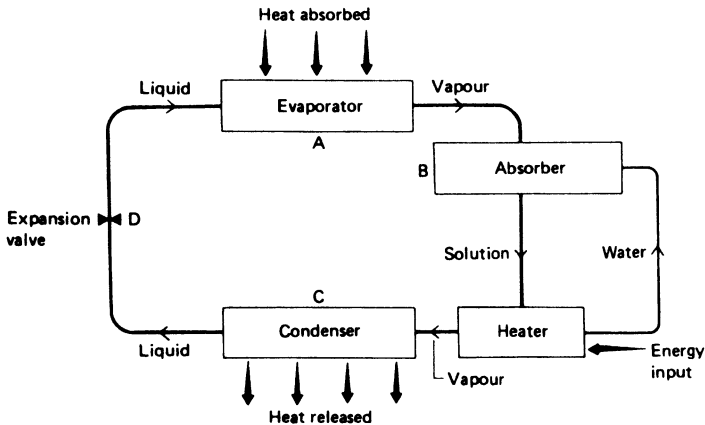 Heat absorbed
Liquid
Vapour
Evaporator
A
B
Absorber
Expansion
valve
D
Solution
Water
C
Condenser
Heater
Liquid
Vapour
Energy
input
Heat released